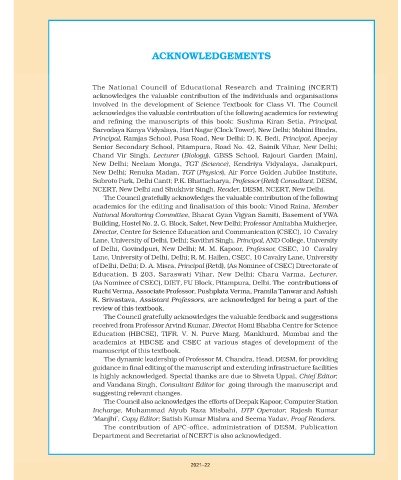 ACKNOWLEDGEMENTS
The National Council of Educational Research and Training (NCERT)
acknowledges the valuable contribution of the individuals and organisations
involved in the development of Science Textbook for Class VI. The Council
acknowledges the valuable contribution of the following academics for reviewing
and refining the manuscripts of this book: Sushma Kiran Setia, Principal,
Sarvodaya Kanya Vidyalaya, Hari Nagar (Clock Tower), New Delhi; Mohini Bindra,
Principal, Ramjas School, Pusa Road, New Delhi; D. K. Bedi, Principal, Apeejay
Senior Secondary School, Pitampura, Road No. 42, Sainik Vihar, New Delhi;
Chand Vir Singh, Lecturer (Biology), GBSS School, Rajouri Garden (Main),
New Delhi; Neelam Monga, TGT (Science), Kendriya Vidyalaya, Janakpuri,
New Delhi; Renuka Madan, TGT (Physics), Air Force Golden Jubilee Institute,
Subroto Park, Delhi Cantt; P.K. Bhattacharya, Professor (Retd) Consultant, DESM,
NCERT, New Delhi and Shukhvir Singh, Reader, DESM, NCERT, New Delhi.
The Council gratefully acknowledges the valuable contribution of the following
academics for the editing and finalisation of this book: Vinod Raina, Member
National Monitoring Committee, Bharat Gyan Vigyan Samiti, Basement of YWA
Building, Hostel No. 2, G. Block, Saket, New Delhi; Professor Amitabha Mukherjee,
Director, Centre for Science Education and Communication (CSEC), 10 Cavalry
Lane, University of Delhi, Delhi; Savithri Singh, Principal, AND College, University
of Delhi, Govindpuri, New Delhi; M. M. Kapoor, Professor, CSEC, 10 Cavalry
Lane, University of Delhi, Delhi; R. M. Hallen, CSEC, 10 Cavalry Lane, University
of Delhi, Delhi; D. A. Misra, Principal (Retd), (As Nominee of CSEC) Directorate of
Education, B 203, Saraswati Vihar, New Delhi; Charu Varma, Lecturer,
(As Nominee of CSEC), DIET, FU Block, Pitampura, Delhi. The contributions of
Ruchi Verma, Associate Professor, Pushplata Verma, Pramila Tanwar and Ashish
K. Srivastava, Assistant Professors, are acknowledged for being a part of the
review of this textbook.
The Council gratefully acknowledges the valuable feedback and suggestions
received from Professor Arvind Kumar, Director, Homi Bhabha Centre for Science
Education (HBCSE), TIFR, V. N. Purve Marg, Mankhurd, Mumbai and the
academics at HBCSE and CSEC at various stages of development of the
manuscript of this textbook.
The dynamic leadership of Professor M. Chandra, Head, DESM, for providing
guidance in final editing of the manuscript and extending infrastructure facilities
is highly acknowledged. Special thanks are due to Shveta Uppal, Chief Editor,
and Vandana Singh, Consultant Editor for going through the manuscript and
suggesting relevant changes.
The Council also acknowledges the efforts of Deepak Kapoor, Computer Station
Incharge, Muhammad Aiyub Raza Misbahi, DTP Operator, Rajesh Kumar
'Manjhi', Copy Editor; Satish Kumar Mishra and Seema Yadav, Proof Readers.
The contribution of APC-office, administration of DESM, Publication
Department and Secretariat of NCERT is also acknowledged.
2021–22